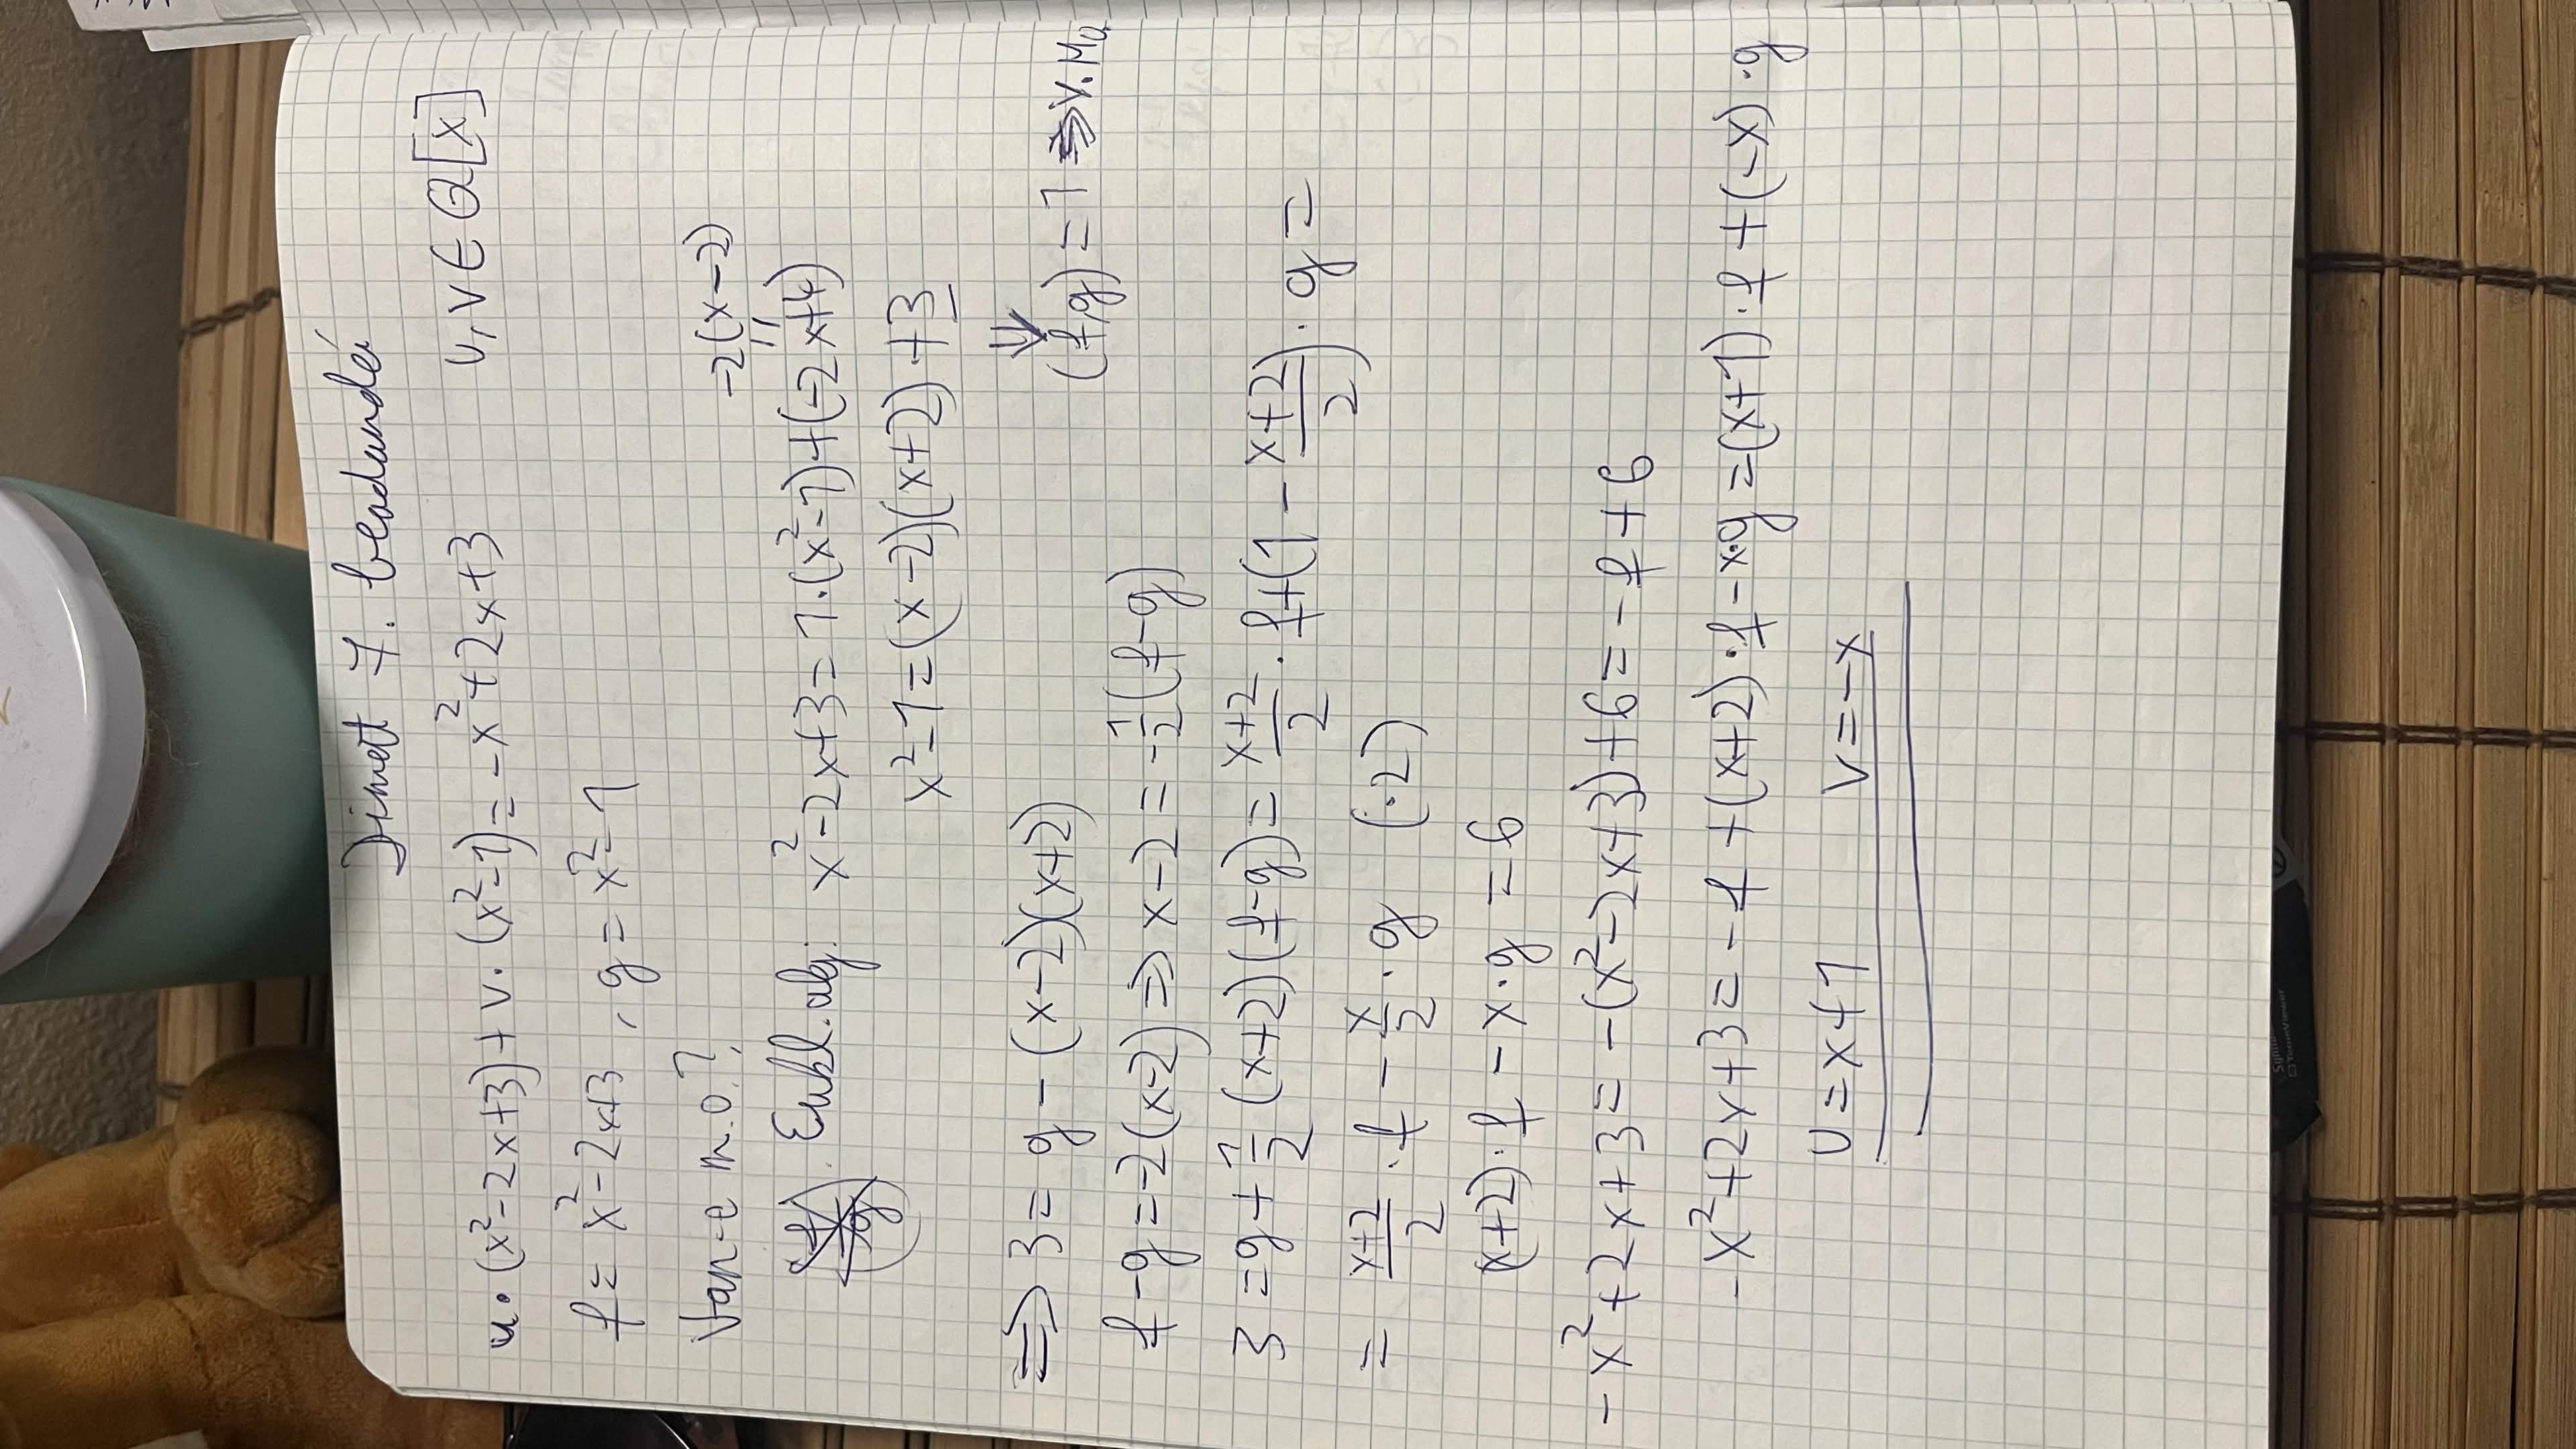 Dimat 7. beadandó
u·(x²-2x+3)+v·(x²-1)=-x²+2x+3    u,v∈Q[x]
f=x²-2x+3, g=x²-1
Van-e m.o.?
-2(x-2)
Eukl. alg: x²-2x+3=1·(x²-1)+(-2x+4)
x²-1=(x-2)(x+2)+3
⇒ 3=g-(x-2)(x+2)
(f,g)=1 ⇒ V.Mo.
f-g=-2(x-2) ⇒ x-2=-1/2(f-g)
3=g+1/2(x+2)(f-g)=(x+2)/2·f+(1-(x+2)/2)·g=
=(x+2)/2·f-x/2·g (·2)
(x+2)·f-x·g=6
-x²+2x+3=-(x²-2x+3)+6=-f+6
-x²+2x+3=-f+(x+2)·f-x·g=(x+1)·f+(-x)·g
u=x+1    v=-x
TeamViewer